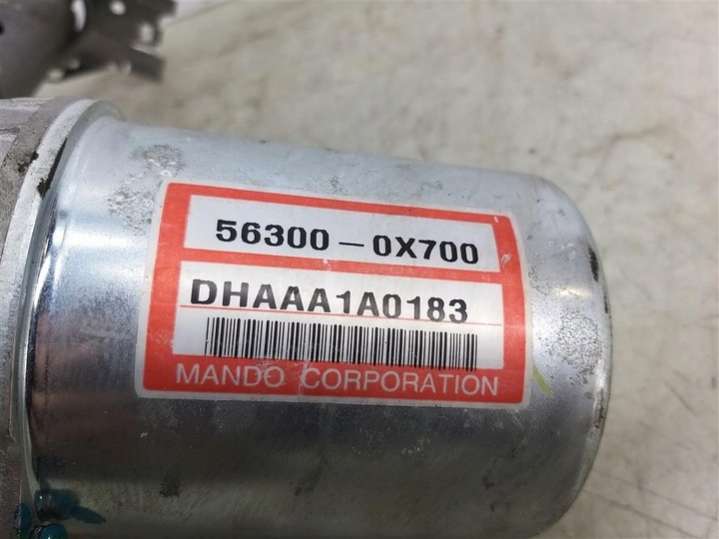 56300-0X700
DHAAA1A0183
MANDO CORPORATION